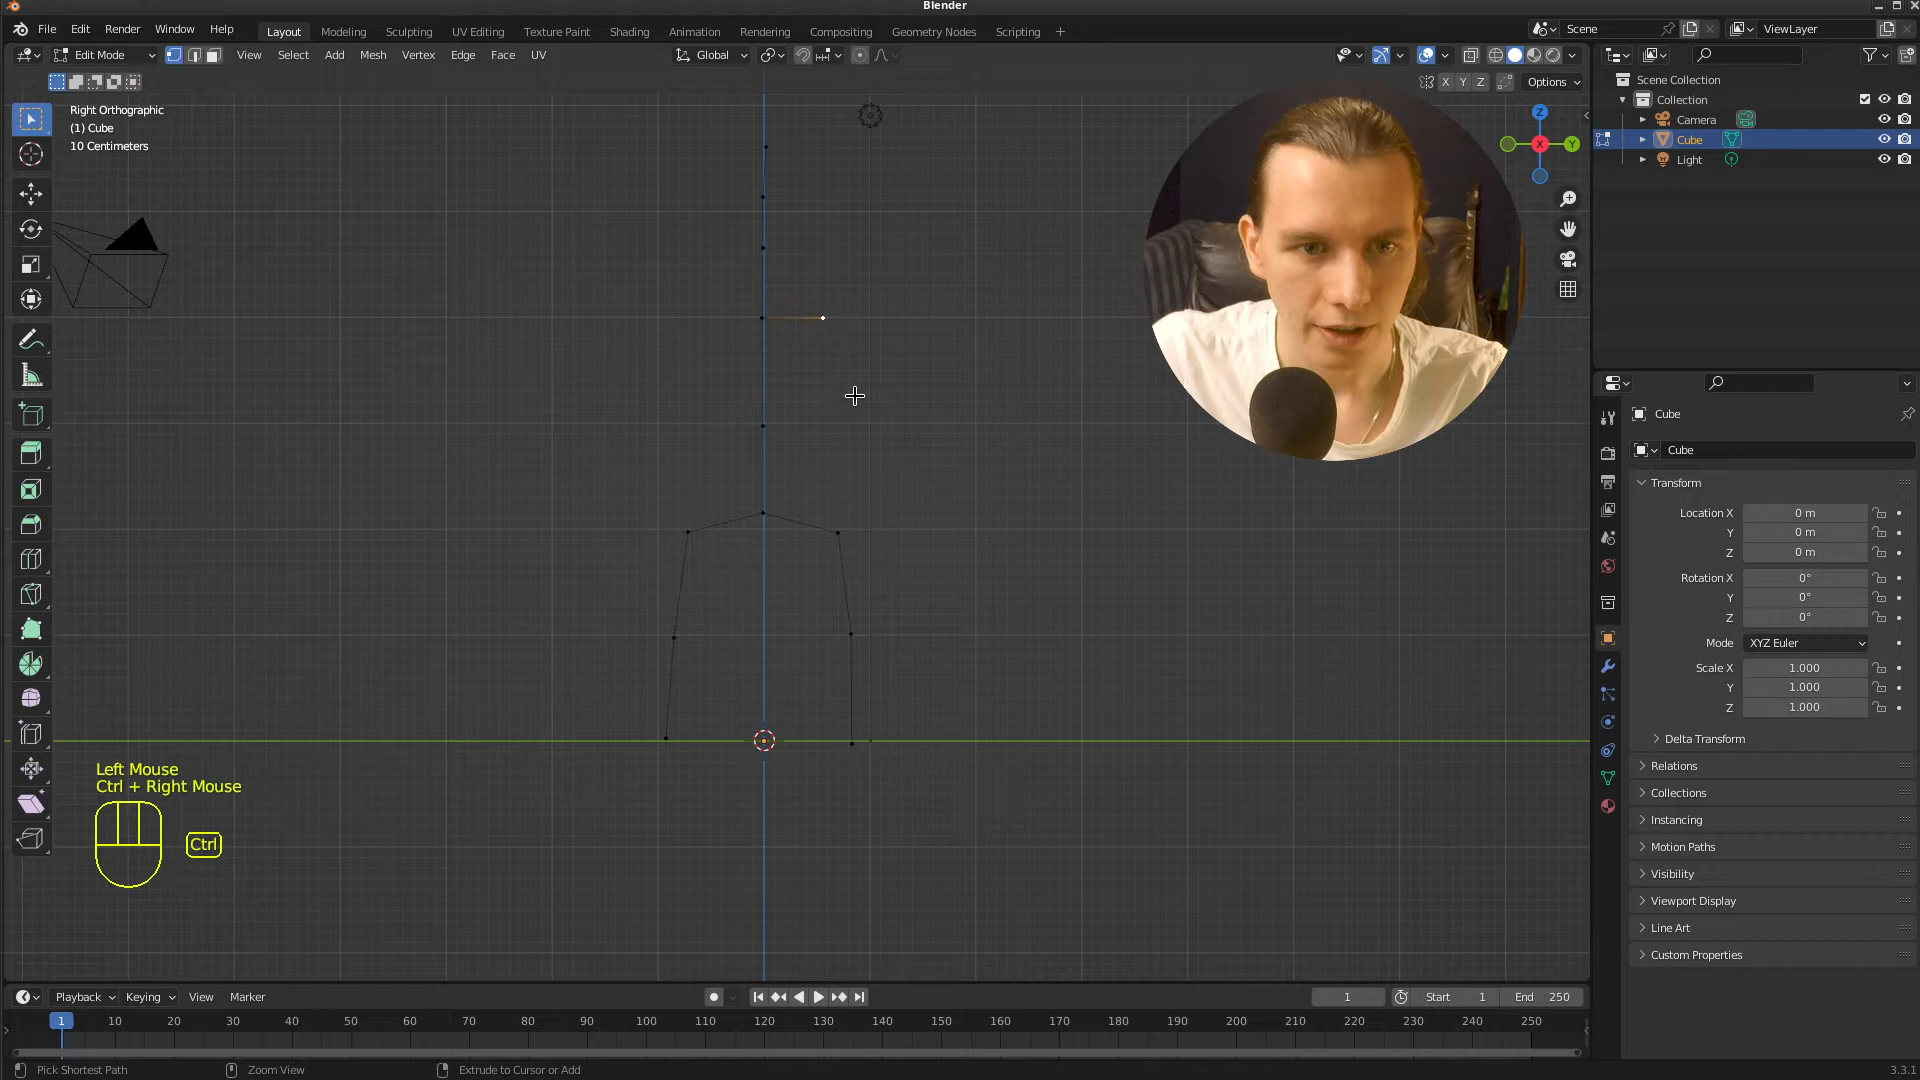 Blender
File Edit Render Window Help Layout Modeling Sculpting UV Editing Texture Paint Shading Animation Rendering Compositing Geometry Nodes Scripting Scene ViewLayer
Edit Mode View Select Add Mesh Vertex Edge Face UV Global
X Y Z Options
Right Orthographic
(1) Cube
10 Centimeters
Z
X
Y
Scene Collection
Collection
Camera
Cube
Light
Cube
Cube
Transform
Location X 0 m
Y 0 m
Z 0 m
Rotation X 0°
Y 0°
Z 0°
Mode XYZ Euler
Scale X 1.000
Y 1.000
Z 1.000
Delta Transform
Relations
Collections
Instancing
Motion Paths
Visibility
Viewport Display
Line Art
Custom Properties
Left Mouse
Ctrl + Right Mouse
Ctrl
Playback Keying View Marker 1 Start 1 End 250
1 10 20 30 40 50 60 70 80 90 100 110 120 130 140 150 160 170 180 190 200 210 220 230 240 250
Pick Shortest Path Zoom View Extrude to Cursor or Add 3.3.1